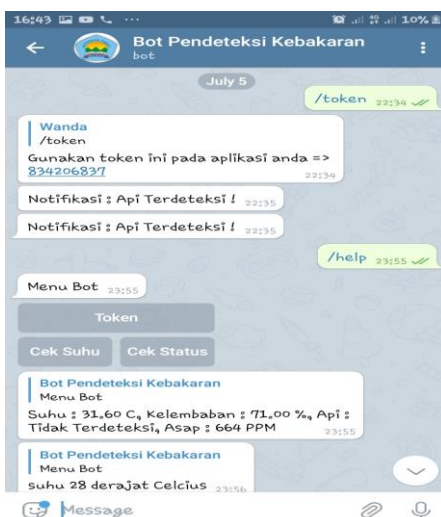 16:43 ... 10%
Bot Pendeteksi Kebakaran
bot
July 5
/token 22:34
Wanda
/token
Gunakan token ini pada aplikasi anda =>
834206837 22:34
Notifikasi : Api Terdeteksi ! 22:35
Notifikasi : Api Terdeteksi ! 22:35
/help 23:55
Menu Bot 23:55
Token
Cek Suhu Cek Status
Bot Pendeteksi Kebakaran
Menu Bot
Suhu : 31,60 C, Kelembaban : 71,00 %, Api :
Tidak Terdeteksi, Asap : 664 PPM 23:55
Bot Pendeteksi Kebakaran
Menu Bot
suhu 28 derajat Celcius 23:56
Message